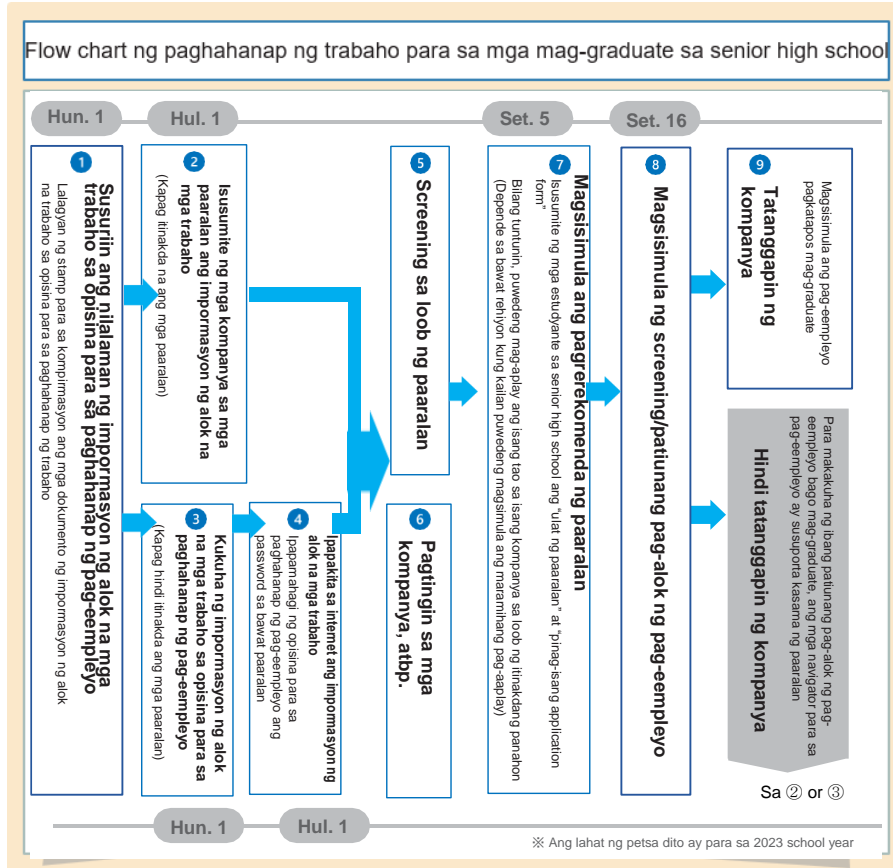 Flow chart ng paghahanap ng trabaho para sa mga mag-graduate sa senior high school
Hun. 1
Hul. 1
Set. 5
Set. 16
1
Susuriin ang nilalaman ng impormasyon ng alok na mga
trabaho sa opisina para sa paghahanap ng pag-eempleyo
Lalagyan ng stamp para sa kompirmasyon ang mga dokumento ng impormasyon ng alok
na trabaho sa opisina para sa paghahanap ng trabaho
2
Isusumite ng mga kompanya sa mga
paaralan ang impormasyon ng alok na
mga trabaho
(Kapag itinakda na ang mga paaralan)
3
Kukuha ng impormasyon ng alok
na mga trabaho sa opisina para sa
paghahanap ng pag-eempleyo
(Kapag hindi itinakda ang mga paaralan)
4
Ipapakita sa internet ang impormasyon ng
alok na mga trabaho
Ipapamahagi ng opisina para sa
paghahanap ng pag-eempleyo ang
password sa bawat paaralan
5
Screening sa loob ng paaralan
6
Pagtingin sa mga
kompanya, atbp.
7
Magsisimula ang pagrerekomenda ng paaralan
Isusumite ng mga estudyante sa senior high school ang “ulat ng paaralan” at “pinag-isang application
form”
Bilang tuntunin, puwedeng mag-aplay ang isang tao sa isang kompanya sa loob ng itinakdang panahon
(Depende sa bawat rehiyon kung kailan puwedeng magsimula ang maramihang pag-aaplay)
8
Magsisimula ng screening/patiunang pag-alok ng pag-eempleyo
9
Tatanggapin ng
kompanya
Magsisimula ang pag-eempleyo
pagkatapos mag-graduate
Hindi tatanggapin ng kompanya
Para makakuha ng ibang patiunang pag-alok ng pag-
eempleyo bago mag-graduate, ang mga navigator para sa
pag-eempleyo ay susuporta kasama ng paaralan
Sa ② or ③
Hun. 1
Hul. 1
※ Ang lahat ng petsa dito ay para sa 2023 school year